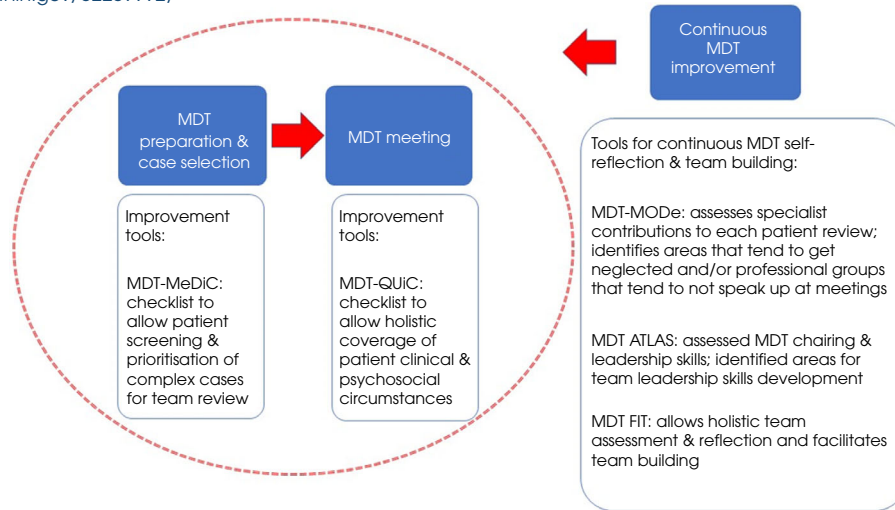 Continuous
MDT
improvement
MDT
preparation &
case selection
MDT meeting
Improvement
tools:
MDT-MeDiC:
checklist to
allow patient
screening &
prioritisation of
complex cases
for team review
Improvement
tools:
MDT-QUiC:
checklist to
allow holistic
coverage of
patient clinical &
psychosocial
circumstances
Tools for continuous MDT self-
reflection & team building:
MDT-MODe: assesses specialist
contributions to each patient review;
identifies areas that tend to get
neglected and/or professional groups
that tend to not speak up at meetings
MDT ATLAS: assessed MDT chairing
& leadership skills; identified areas for
team leadership skills development
MDT FIT: allows holistic team
assessment & reflection and facilitates
team building